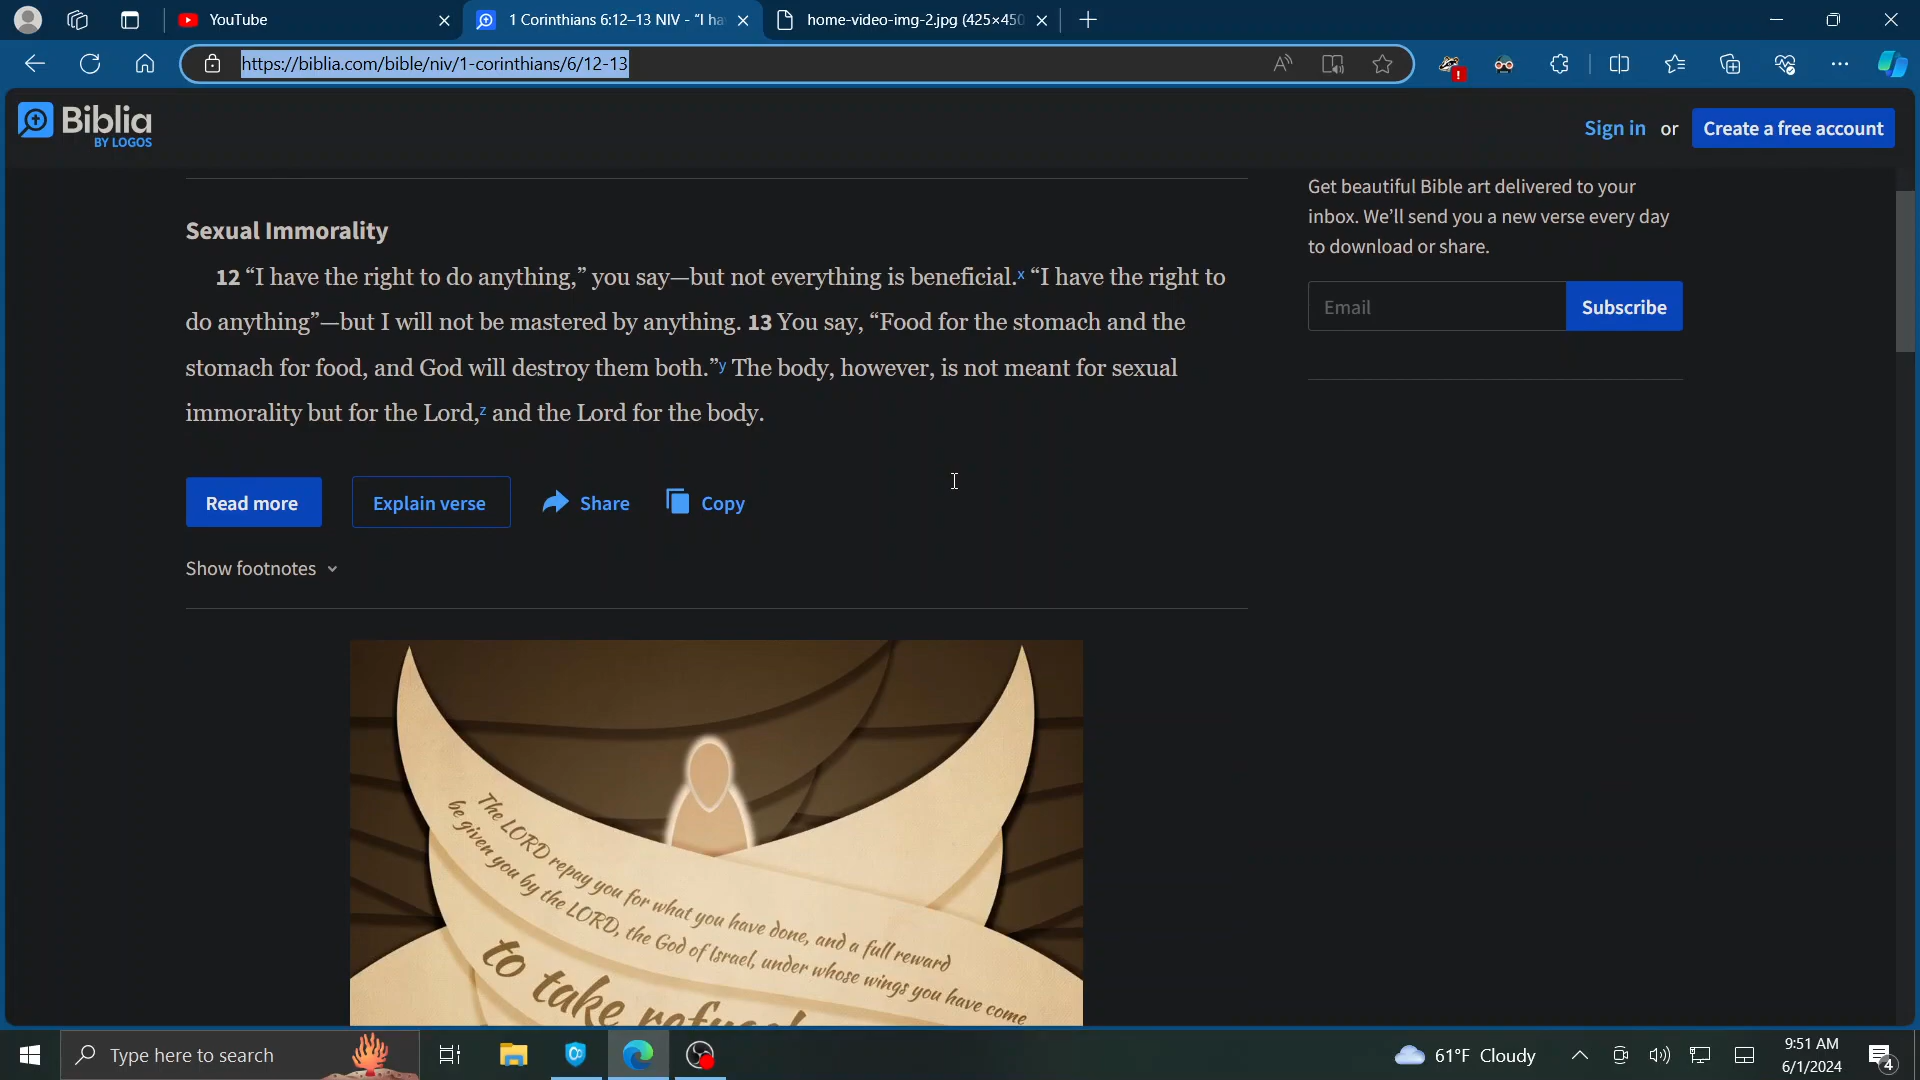 YouTube
1 Corinthians 6:12–13 NIV - “I ha
home-video-img-2.jpg (425×450
https://biblia.com/bible/niv/1-corinthians/6/12-13
Biblia
BY LOGOS
Sign in or Create a free account
Get beautiful Bible art delivered to your
inbox. We’ll send you a new verse every day
to download or share.
Email
Subscribe
Sexual Immorality
12 “I have the right to do anything,” you say—but not everything is beneficial.x “I have the right to
do anything”—but I will not be mastered by anything. 13 You say, “Food for the stomach and the
stomach for food, and God will destroy them both.”y The body, however, is not meant for sexual
immorality but for the Lord,z and the Lord for the body.
Read more
Explain verse
Share
Copy
Show footnotes
The LORD repay you for what you have done, and a full reward
be given you by the LORD, the God of Israel, under whose wings you have come
to take refuge!
Type here to search
61°F Cloudy
9:51 AM
6/1/2024
4